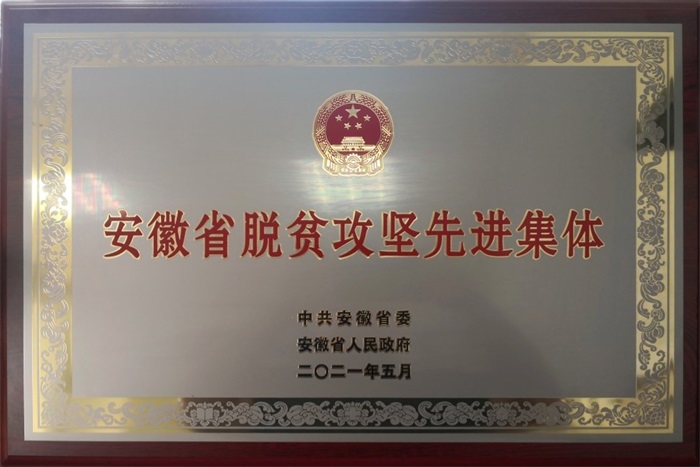 安徽省脱贫攻坚先进集体
中共安徽省委
安徽省人民政府
二〇二一年五月